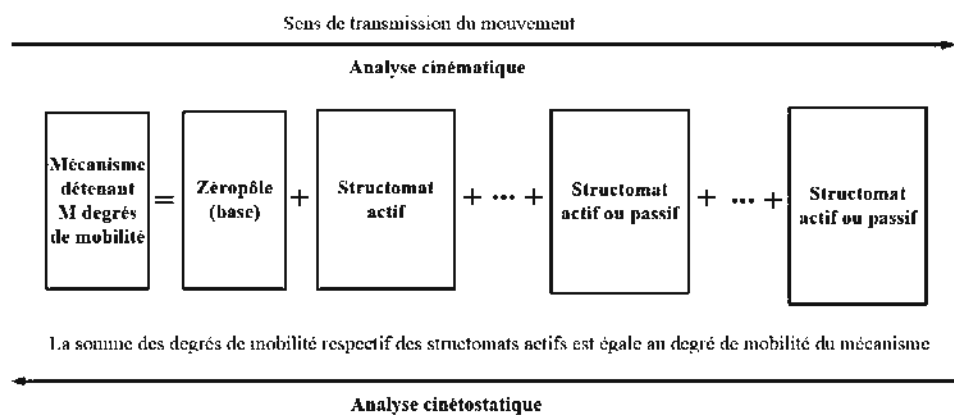 Sens de transmission du mouvement
Analyse cinématique
Mécanisme
détenant
M degrés
de mobilité
=
Zéropôle
(base)
+
Structomat
actif
+ ... +
Structomat
actif ou passif
+ ... +
Structomat
actif ou passif
La somme des degrés de mobilité respectif des structomats actifs est égale au degré de mobilité du mécanisme
Analyse cinétostatique